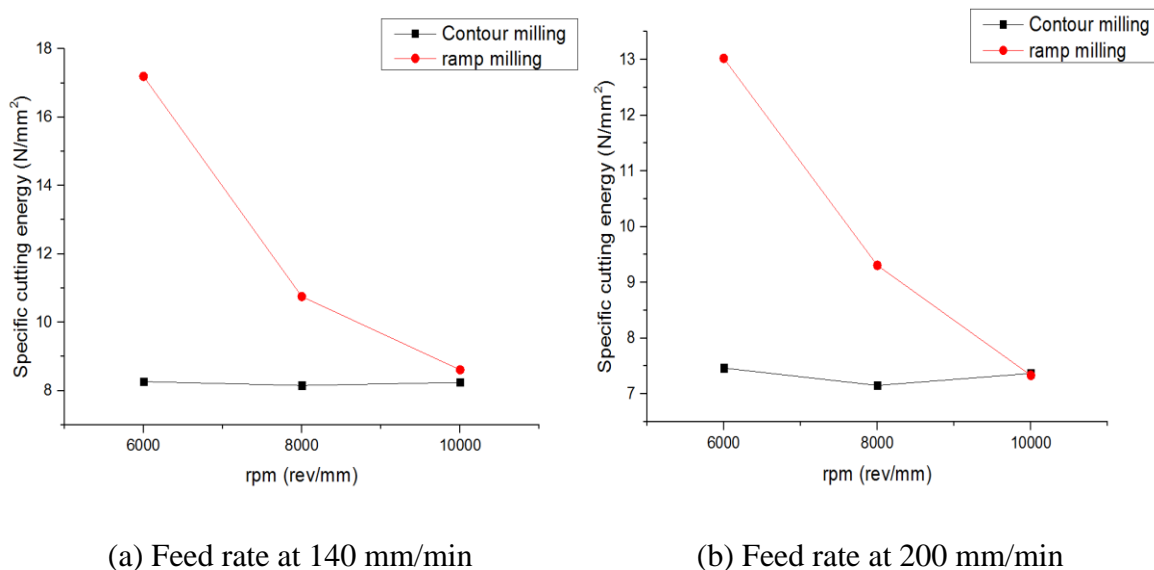 Contour milling
ramp milling
18
16
14
12
10
8
Specific cutting energy (N/mm²)
6000
8000
10000
rpm (rev/mm)
(a) Feed rate at 140 mm/min
Contour milling
ramp milling
13
12
11
10
9
8
7
Specific cutting energy (N/mm²)
6000
8000
10000
rpm (rev/mm)
(b) Feed rate at 200 mm/min